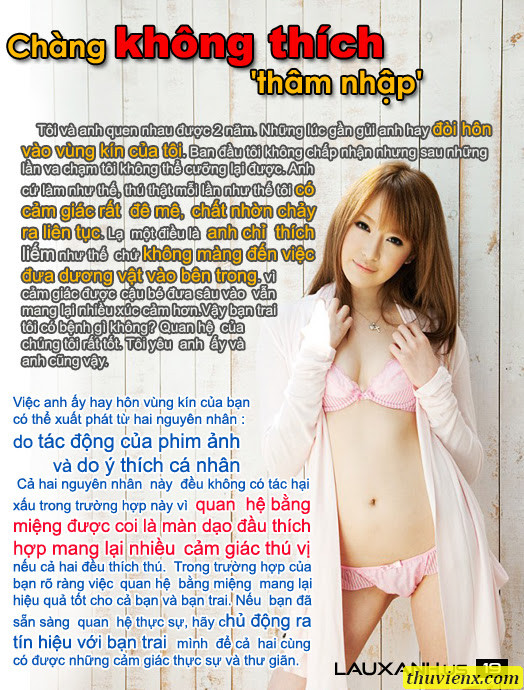 Chàng không thích
'thâm nhập'
Tôi và anh quen nhau được 2 năm. Những lúc gần gũi anh hay đòi hôn
vào vùng kín của tôi. Ban đầu tôi không chấp nhận nhưng sau những
lần va chạm tôi không thể cưỡng lại được. Anh
cứ làm như thế, thú thật mỗi lần như thế tôi có
cảm giác rất đê mê, chất nhờn chảy
ra liên tục. Lạ một điều là anh chỉ thích
liếm như thế chứ không màng đến việc
đưa dương vật vào bên trong. vì
cảm giác được cậu bé đưa sâu vào vẫn
mang lại nhiều xúc cảm hơn.Vậy bạn trai
tôi có bệnh gì không? Quan hệ của
chúng tôi rất tốt. Tôi yêu anh ấy và
anh cũng vậy.
Việc anh ấy hay hôn vùng kín của bạn
có thể xuất phát từ hai nguyên nhân :
do tác động của phim ảnh
và do ý thích cá nhân
Cả hai nguyên nhân này đều không có tác hại
xấu trong trường hợp này vì quan hệ bằng
miệng được coi là màn dạo đầu thích
hợp mang lại nhiều cảm giác thú vị
nếu cả hai đều thích thú. Trong trường hợp của
bạn rõ ràng việc quan hệ bằng miệng mang lại
hiệu quả tốt cho cả bạn và bạn trai. Nếu bạn đã
sẵn sàng quan hệ thực sự, hãy chủ động ra
tín hiệu với bạn trai mình để cả hai cùng
có được những cảm giác thực sự và thư giãn.
LAUXANH.US 19
thuvienx.com